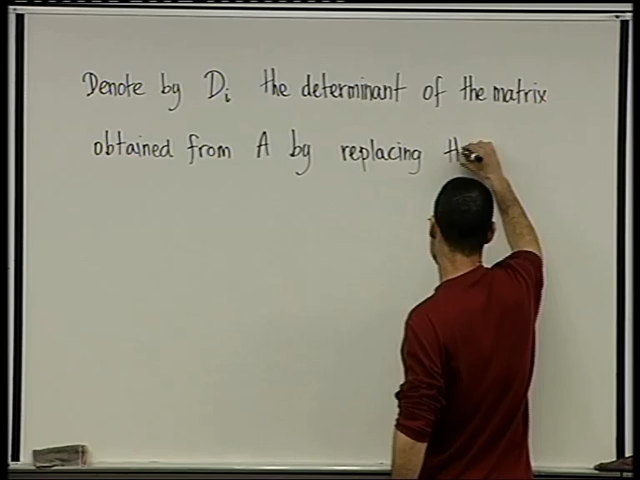 Denote by Dᵢ the determinant of the matrix
obtained from A by replacing